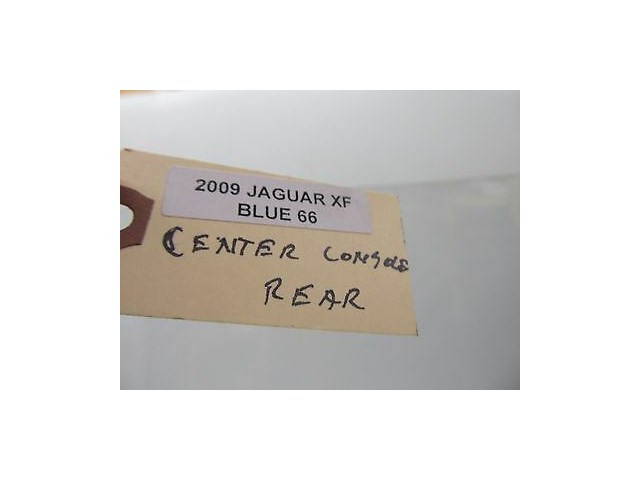 2009 JAGUAR XF
BLUE 66
CENTER CONSOLE
REAR